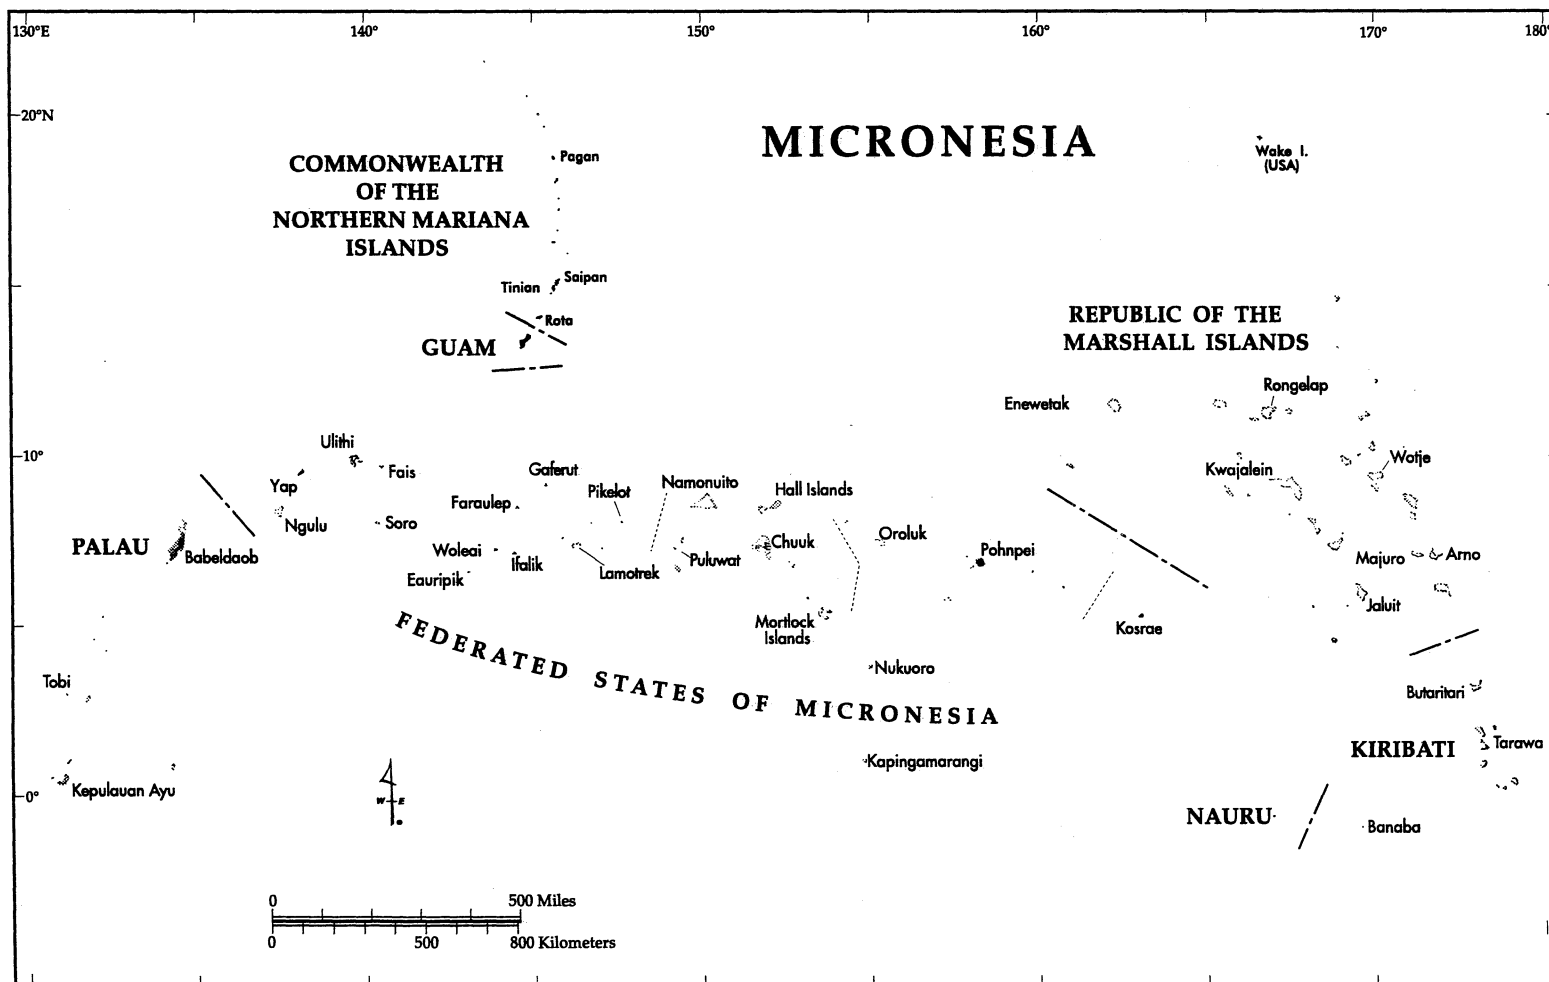 130°E
140°
150°
160°
170°
180°
20°N
MICRONESIA
Wake I.
(USA)
COMMONWEALTH
OF THE
NORTHERN MARIANA
ISLANDS
Pagan
Saipan
Tinian
Rota
GUAM
REPUBLIC OF THE
MARSHALL ISLANDS
Rongelap
Enewetak
10°
Ulithi
Fais
Yap
Ngulu
Soro
Gaferut
Faraulep
Pikelot
Namonuito
Hall Islands
Kwajalein
Wotje
PALAU
Babeldaob
Woleai
Ifalik
Eauripik
Lamotrek
Puluwat
Chuuk
Oroluk
Pohnpei
Majuro
Arno
Jaluit
Mortlock
Islands
Kosrae
FEDERATED STATES OF MICRONESIA
Nukuoro
Tobi
Butaritari
KIRIBATI
Tarawa
Kapingamarangi
Kepulauan Ayu
0°
W E
NAURU
Banaba
0 500 Miles
0 500 800 Kilometers